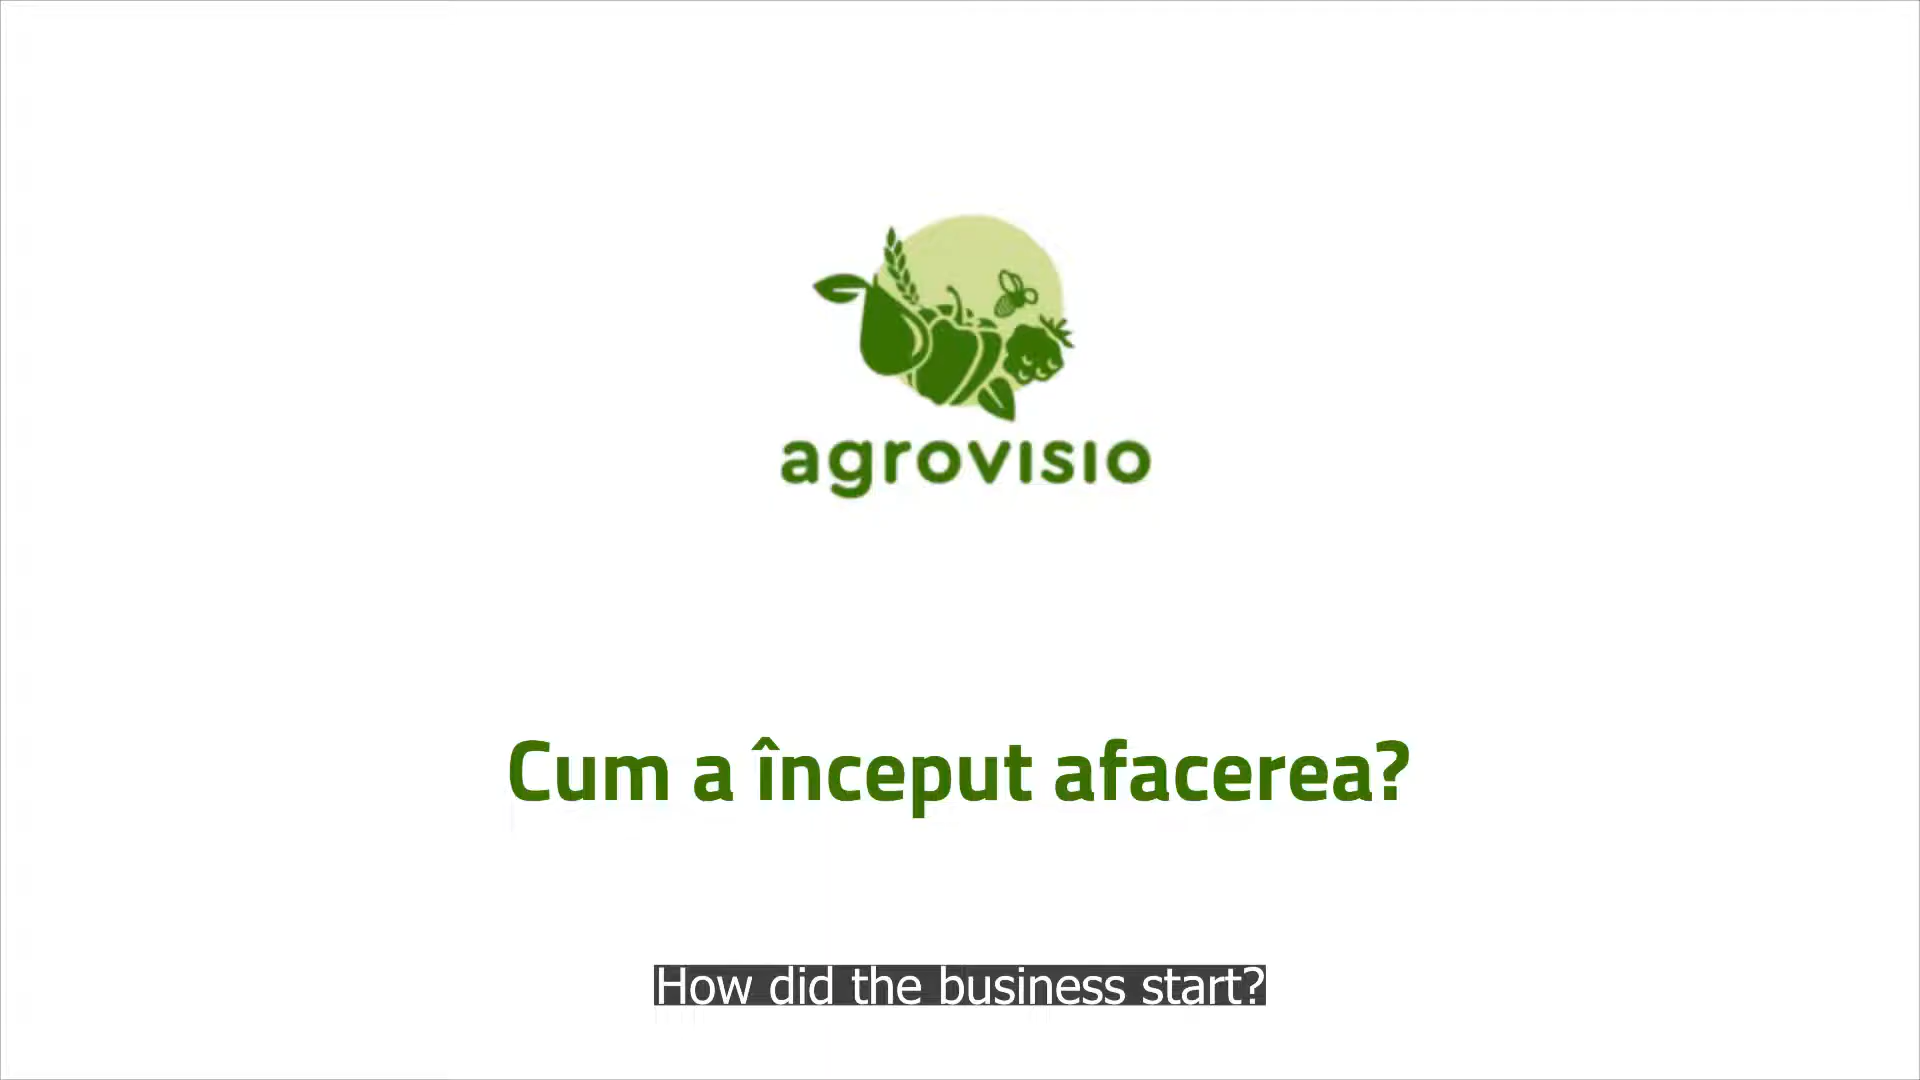 agrovisio
Cum a început afacerea?
How did the business start?